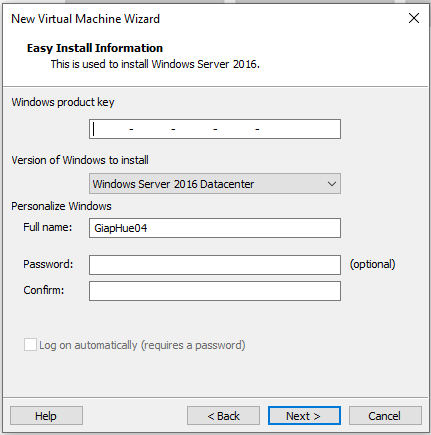 New Virtual Machine Wizard
Easy Install Information
This is used to install Windows Server 2016.
Windows product key
- - - -
Version of Windows to install
Windows Server 2016 Datacenter
Personalize Windows
Full name: GiapHue04
Password: (optional)
Confirm:
Log on automatically (requires a password)
Help < Back Next > Cancel